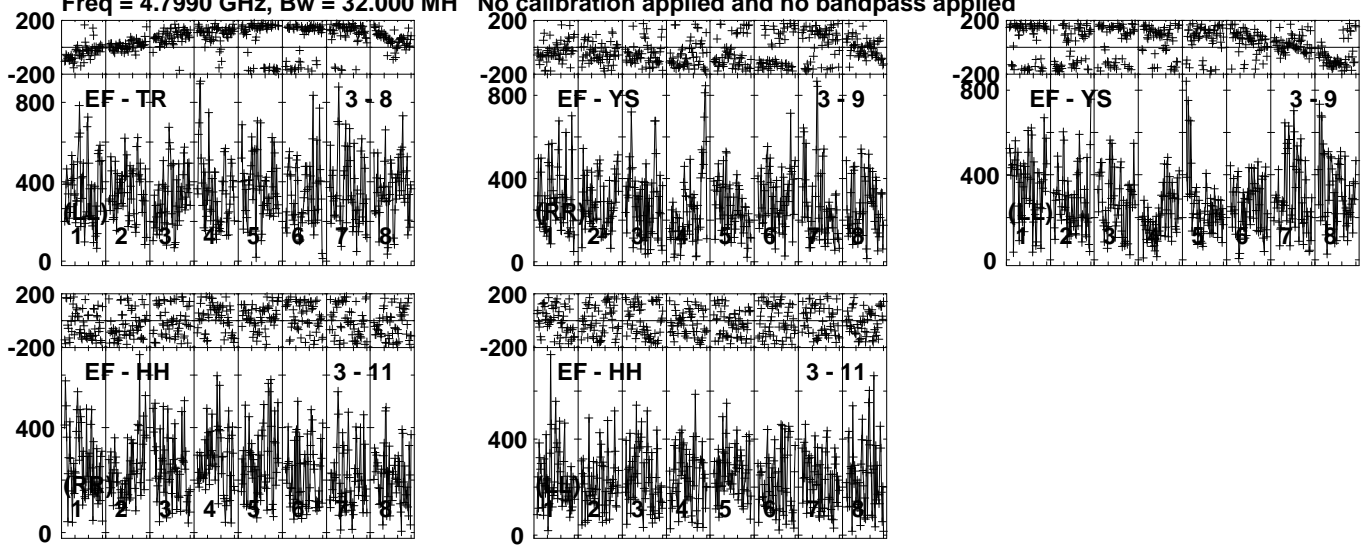 Freq = 4.7990 GHz, Bw = 32.000 MH No calibration applied and no bandpass applied
200
-200
EF - TR 3 - 8
800
400
0
(LL)
1 2 3 4 5 6 7 8
200
-200
EF - YS 3 - 9
800
400
0
(RR)
1 2 3 4 5 6 7 8
200
-200
EF - YS 3 - 9
800
400
0
(LL)
1 2 3 4 5 6 7 8
200
-200
EF - HH 3 - 11
400
0
(RR)
1 2 3 4 5 6 7 8
200
-200
EF - HH 3 - 11
400
0
(LL)
1 2 3 4 5 6 7 8